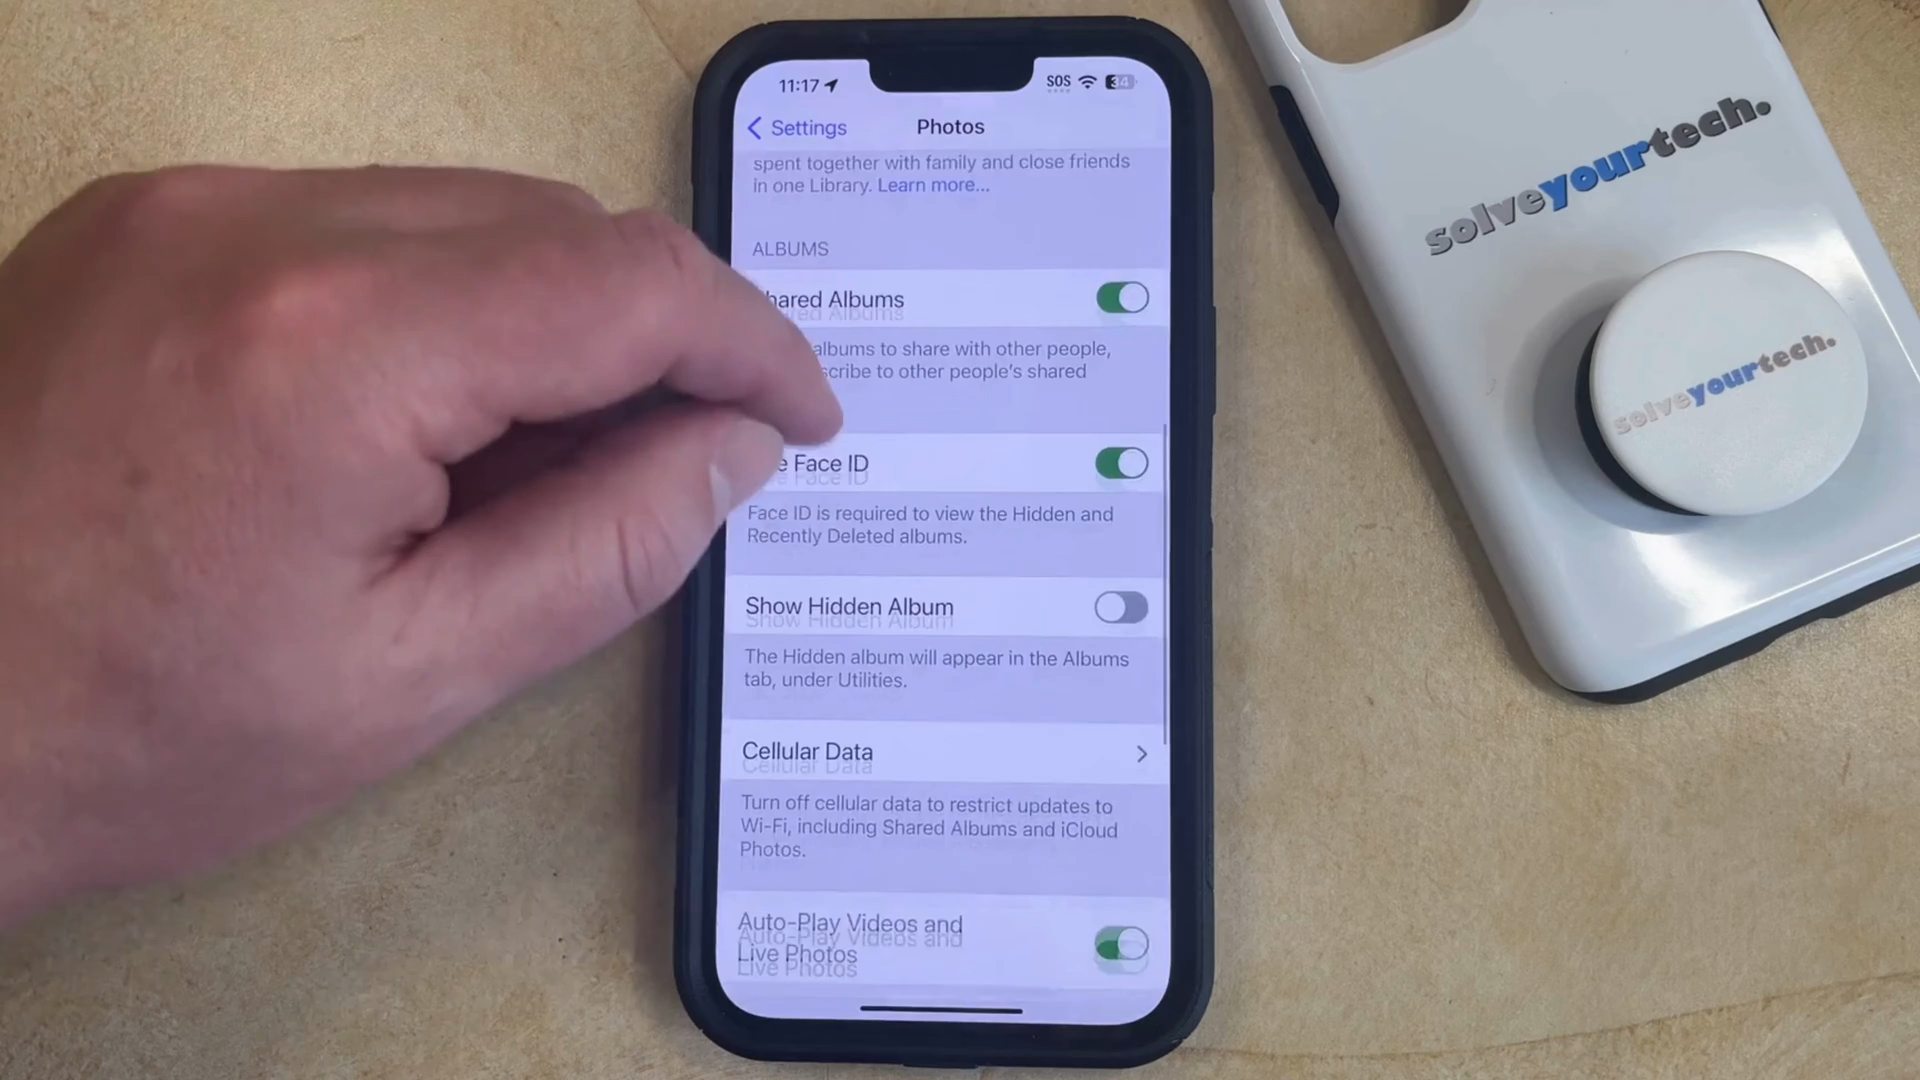 11:17
SOS
34
Settings
Photos
spent together with family and close friends
in one Library. Learn more...
ALBUMS
hared Albums
albums to share with other people,
scribe to other people's shared
e Face ID
Face ID is required to view the Hidden and
Recently Deleted albums.
Show Hidden Album
The Hidden album will appear in the Albums
tab, under Utilities.
Cellular Data
Turn off cellular data to restrict updates to
Wi-Fi, including Shared Albums and iCloud
Photos.
Auto-Play Videos and
Live Photos
solveyourtech.
solveyourtech.